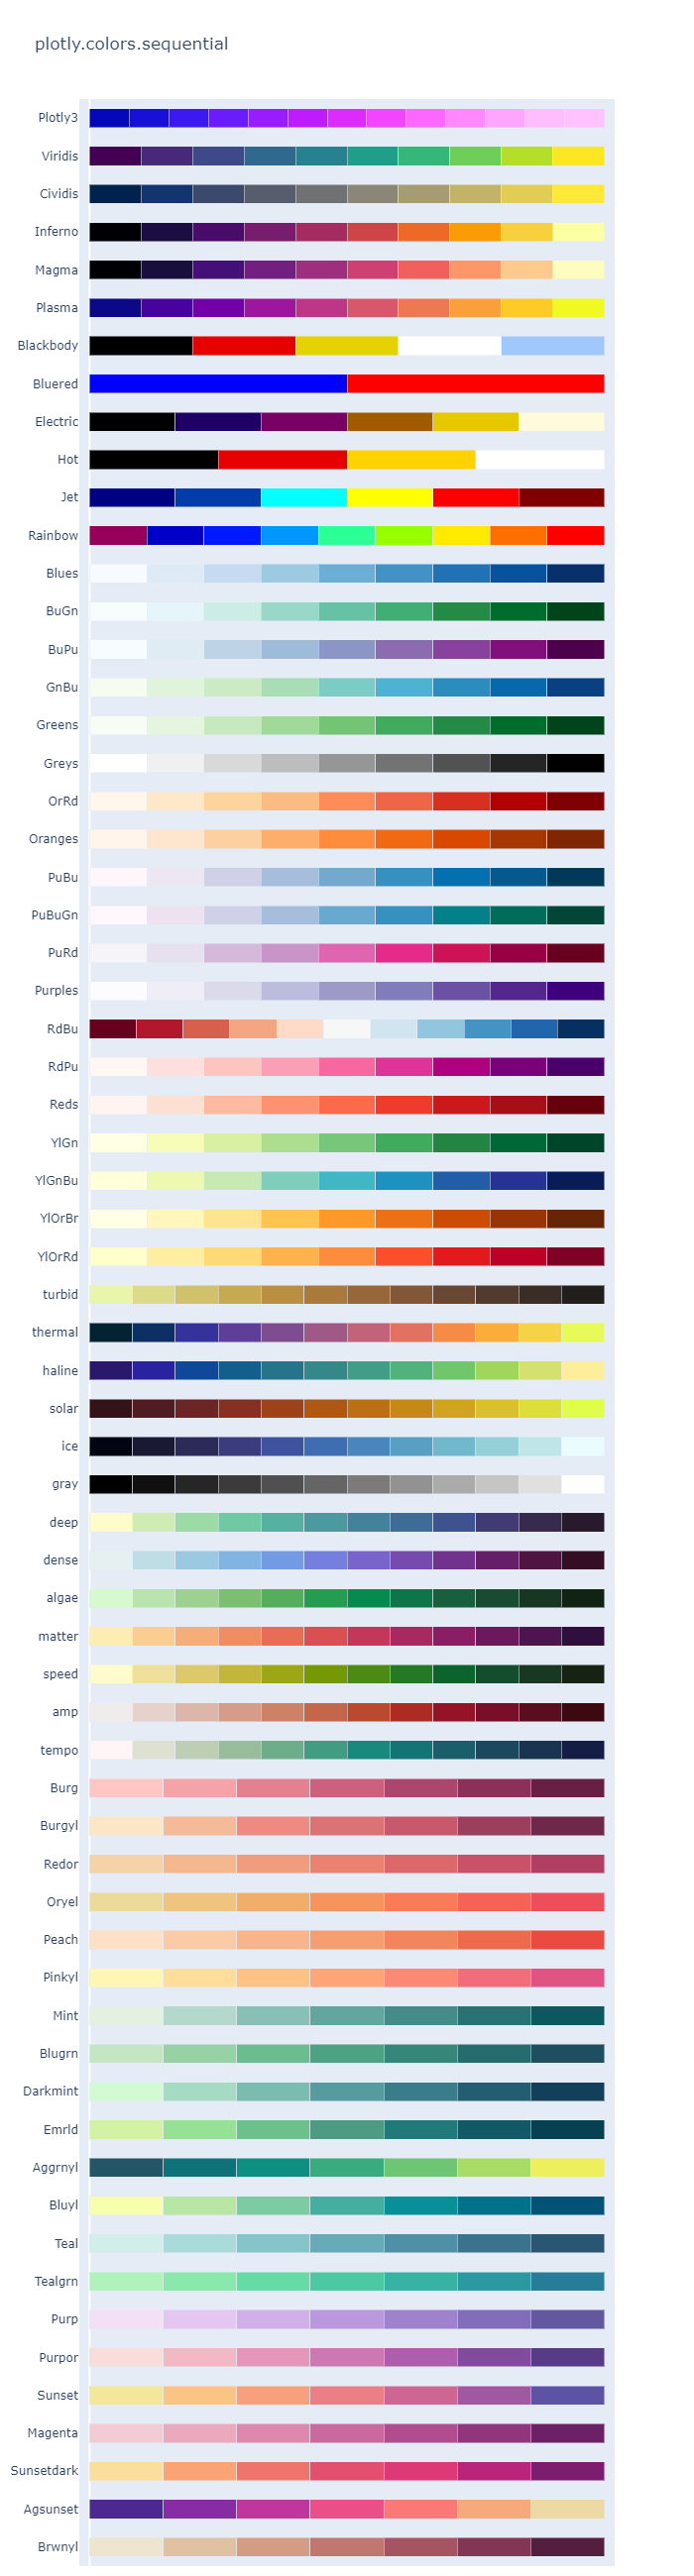 plotly.colors.sequential
Plotly3
Viridis
Cividis
Inferno
Magma
Plasma
Blackbody
Bluered
Electric
Hot
Jet
Rainbow
Blues
BuGn
BuPu
GnBu
Greens
Greys
OrRd
Oranges
PuBu
PuBuGn
PuRd
Purples
RdBu
RdPu
Reds
YlGn
YlGnBu
YlOrBr
YlOrRd
turbid
thermal
haline
solar
ice
gray
deep
dense
algae
matter
speed
amp
tempo
Burg
Burgyl
Redor
Oryel
Peach
Pinkyl
Mint
Blugrn
Darkmint
Emrld
Aggrnyl
Bluyl
Teal
Tealgrn
Purp
Purpor
Sunset
Magenta
Sunsetdark
Agsunset
Brwnyl